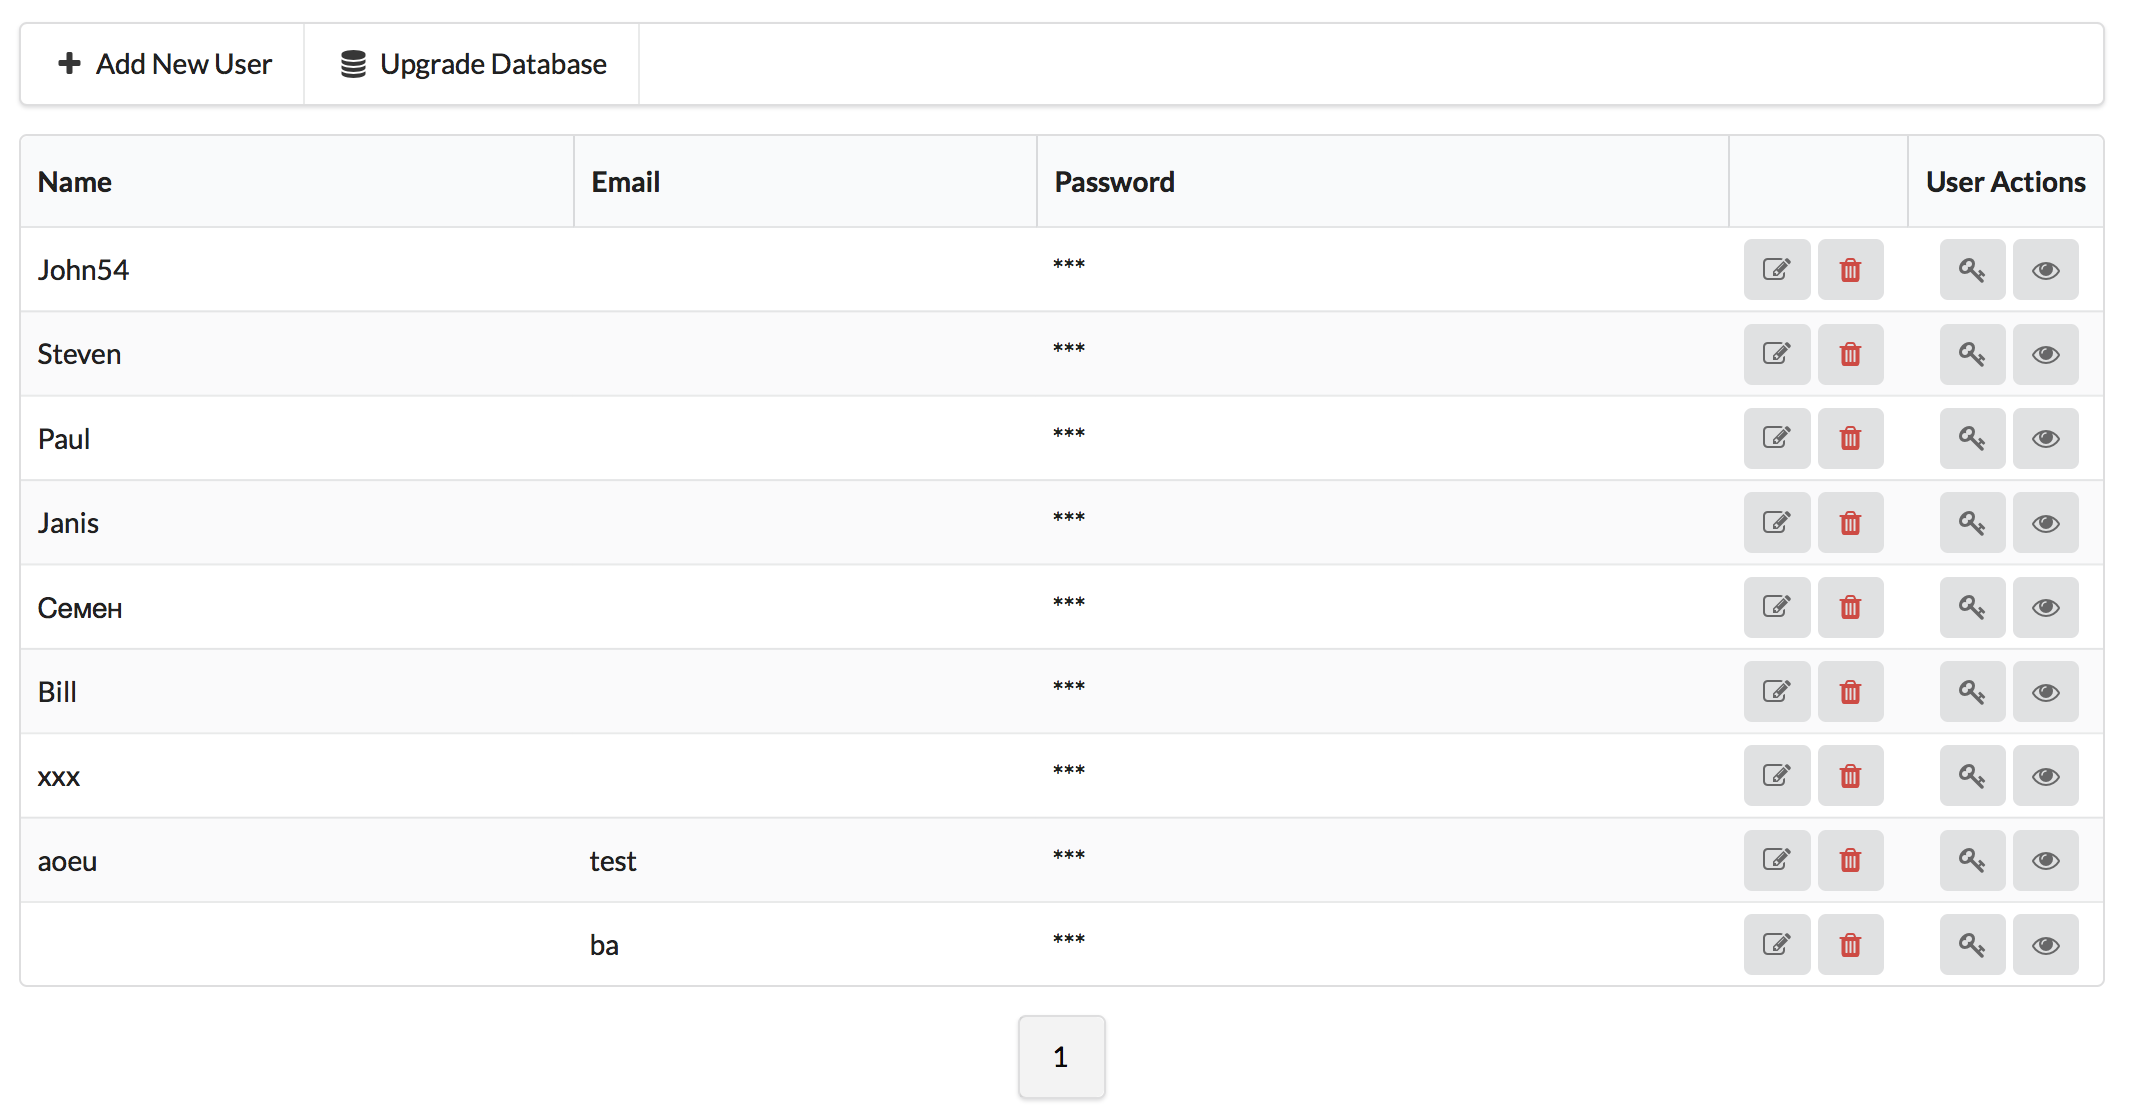 Add New User Upgrade Database
Name Email Password User Actions
John54 ***
Steven ***
Paul ***
Janis ***
Семен ***
Bill ***
xxx ***
aoeu test ***
ba ***
1